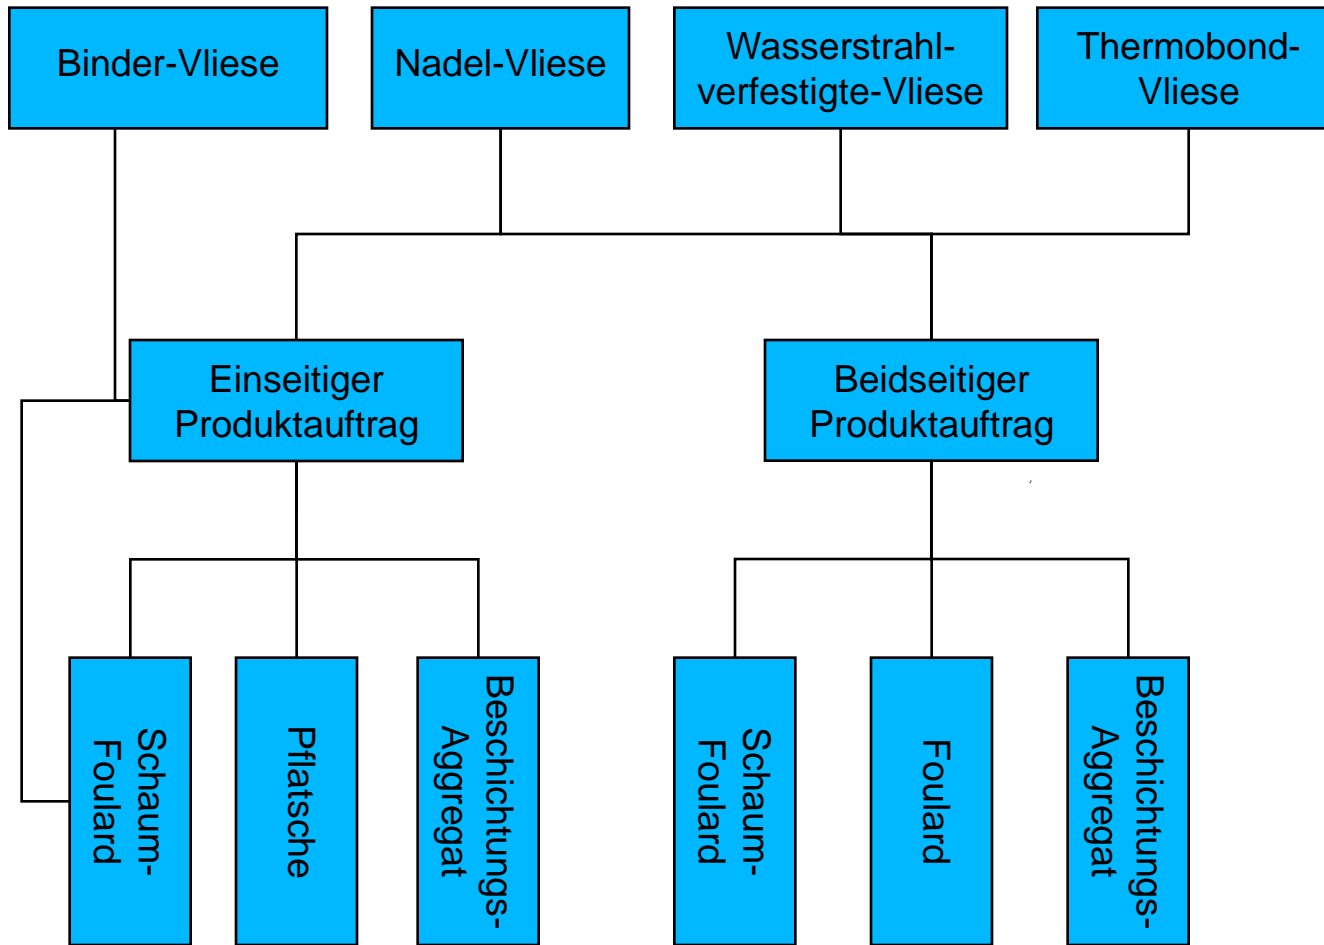 Binder-Vliese
Nadel-Vliese
Wasserstrahl-
verfestigte-Vliese
Thermobond-
Vliese
Einseitiger
Produktauftrag
Beidseitiger
Produktauftrag
Schaum-
Foulard
Pflatsche
Beschichtungs-
Aggregat
Schaum-
Foulard
Foulard
Beschichtungs-
Aggregat